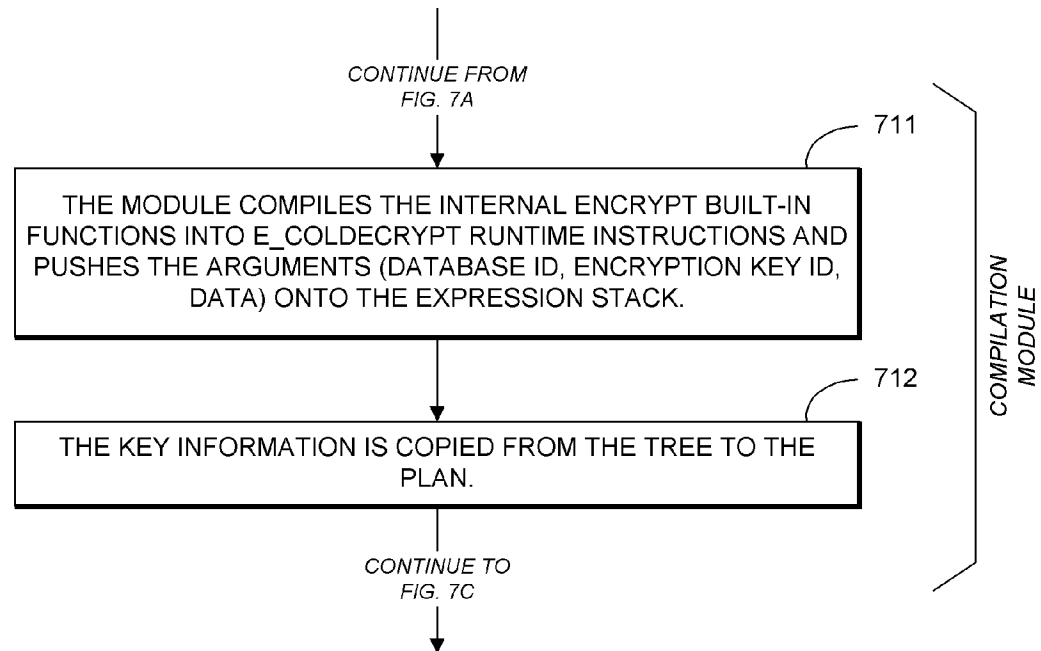 CONTINUE FROM
FIG. 7A
711
THE MODULE COMPILES THE INTERNAL ENCRYPT BUILT-IN
FUNCTIONS INTO E_COLDECRYPT RUNTIME INSTRUCTIONS AND
PUSHES THE ARGUMENTS (DATABASE ID, ENCRYPTION KEY ID,
DATA) ONTO THE EXPRESSION STACK.
712
THE KEY INFORMATION IS COPIED FROM THE TREE TO THE
PLAN.
CONTINUE TO
FIG. 7C
COMPILATION
MODULE